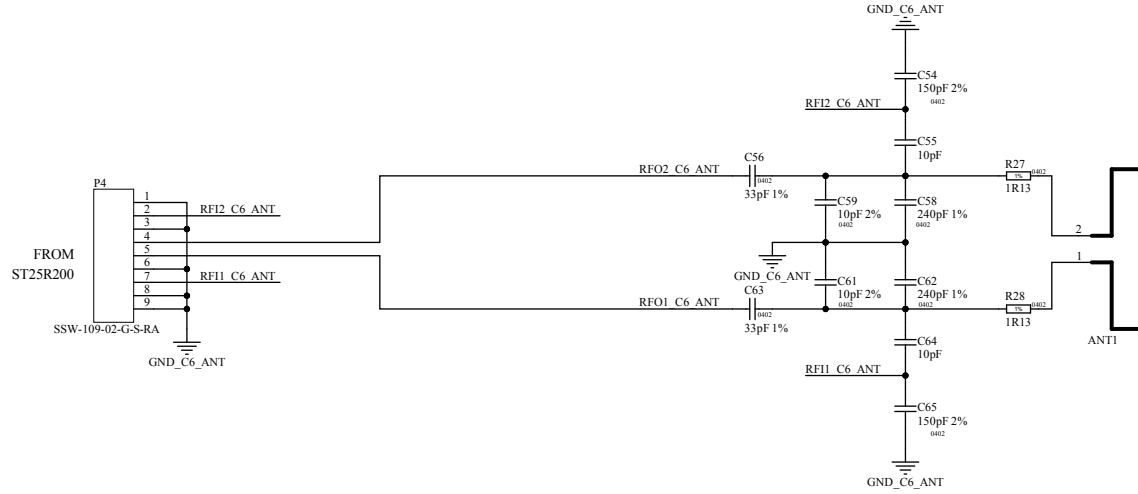 GND_C6_ANT
C54
150pF 2%
0402
RFI2_C6_ANT
C55
10pF
C56
RFO2_C6_ANT
0402
33pF 1%
R27
0402
1%
1R13
C59
10pF 2%
0402
C58
240pF 1%
0402
2
P4
1
2
RFI2_C6_ANT
3
4
5
6
7
RFI1_C6_ANT
8
9
FROM
ST25R200
SSW-109-02-G-S-RA
GND_C6_ANT
GND_C6_ANT
1
C61
10pF 2%
0402
C62
240pF 1%
0402
C63
RFO1_C6_ANT
0402
33pF 1%
R28
0402
1%
1R13
ANT1
C64
10pF
RFI1_C6_ANT
C65
150pF 2%
0402
GND_C6_ANT